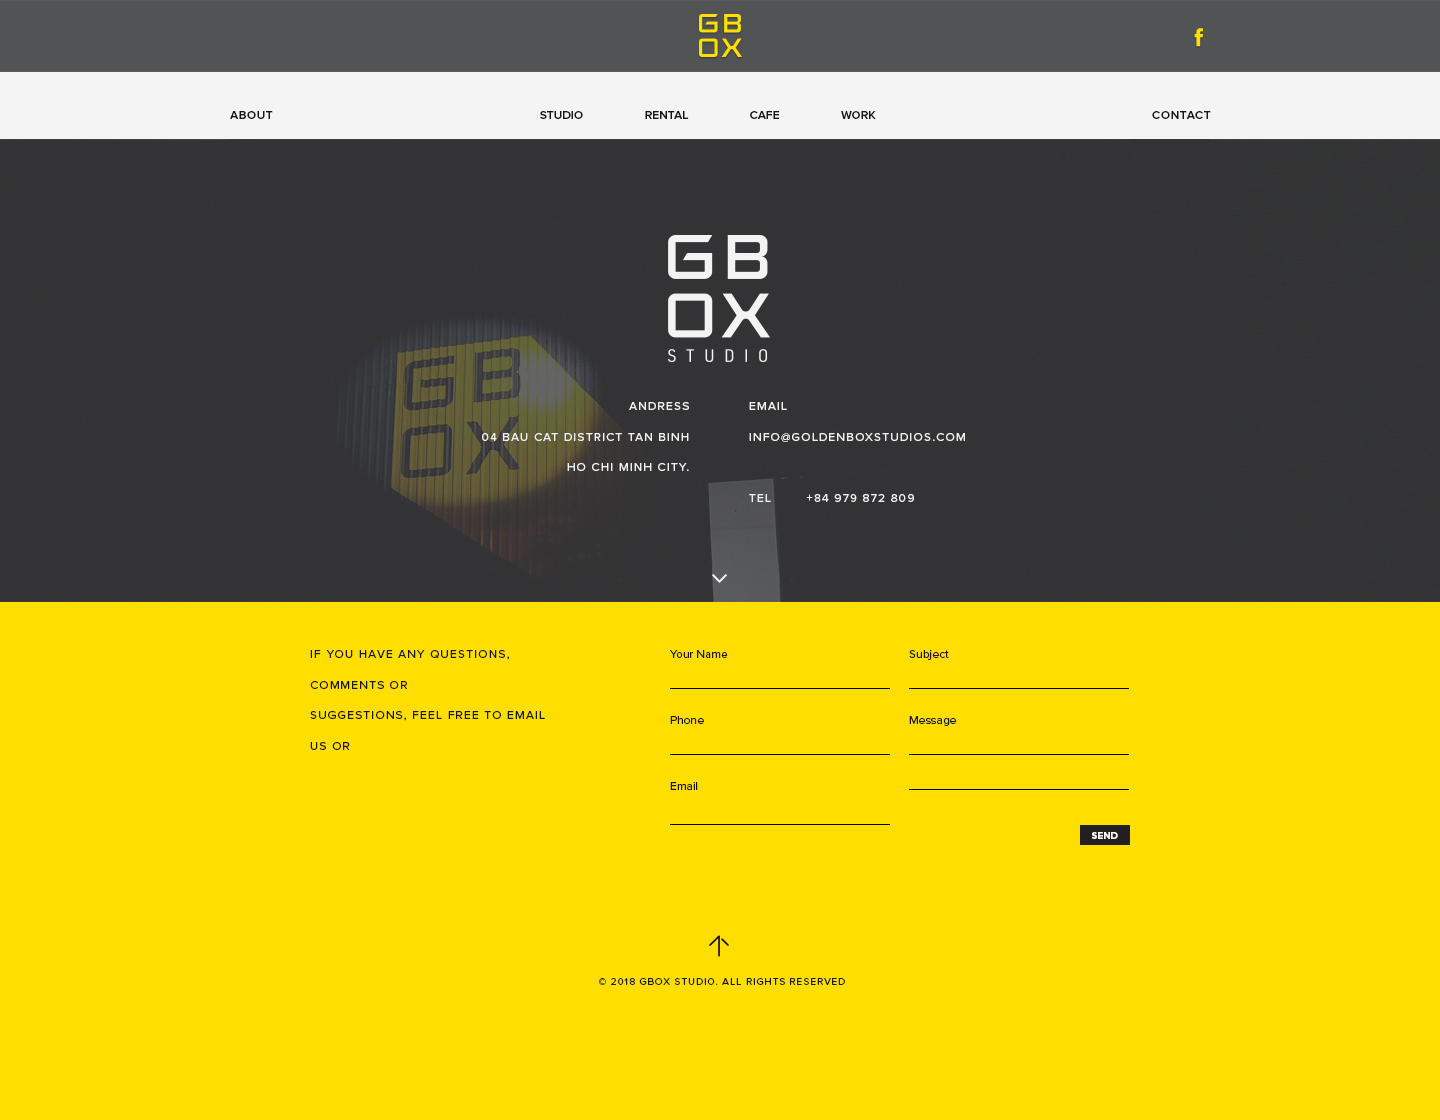 GB
OX
f
ABOUT
STUDIO
RENTAL
CAFE
WORK
CONTACT
GB
OX
STUDIO
GB
OX
ANDRESS
04 BAU CAT DISTRICT TAN BINH
HO CHI MINH CITY.
EMAIL
INFO@GOLDENBOXSTUDIOS.COM
TEL +84 979 872 809
IF YOU HAVE ANY QUESTIONS,
COMMENTS OR
SUGGESTIONS, FEEL FREE TO EMAIL
US OR
Your Name
Subject
Phone
Message
Email
SEND
© 2018 GBOX STUDIO. ALL RIGHTS RESERVED